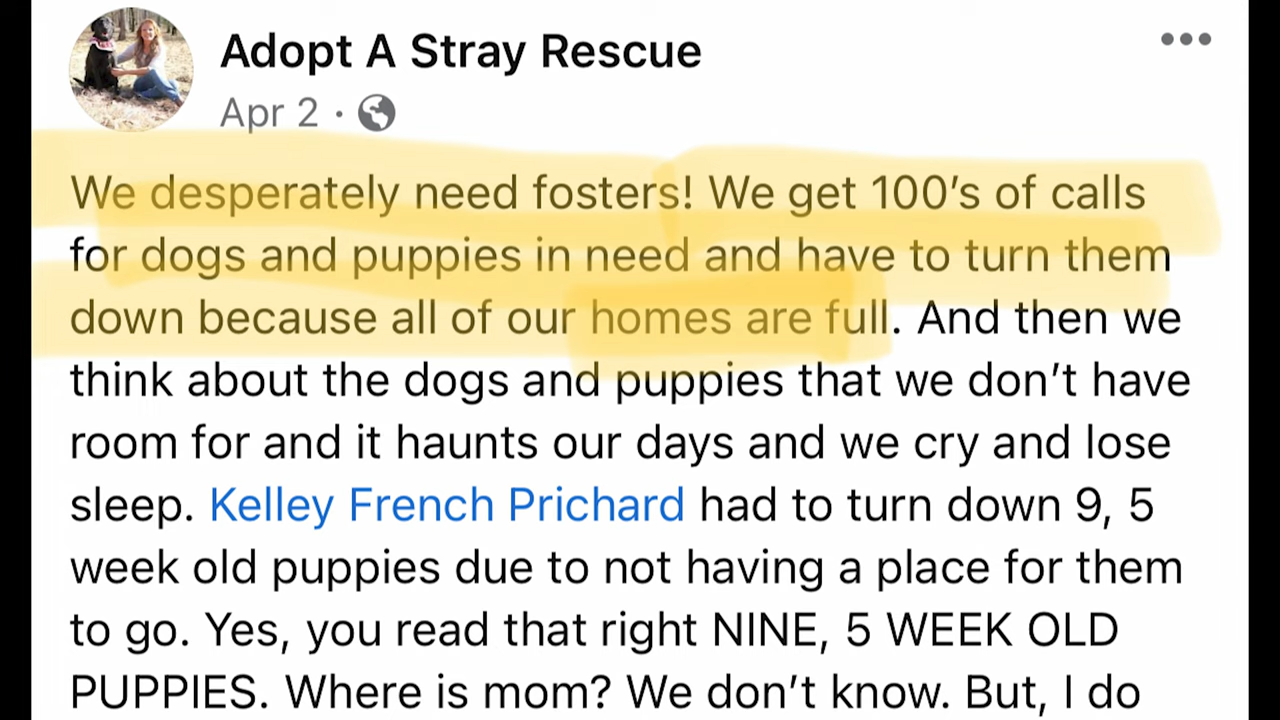 Adopt A Stray Rescue
Apr 2 ·
We desperately need fosters! We get 100’s of calls
for dogs and puppies in need and have to turn them
down because all of our homes are full. And then we
think about the dogs and puppies that we don’t have
room for and it haunts our days and we cry and lose
sleep. Kelley French Prichard had to turn down 9, 5
week old puppies due to not having a place for them
to go. Yes, you read that right NINE, 5 WEEK OLD
PUPPIES. Where is mom? We don’t know. But, I do